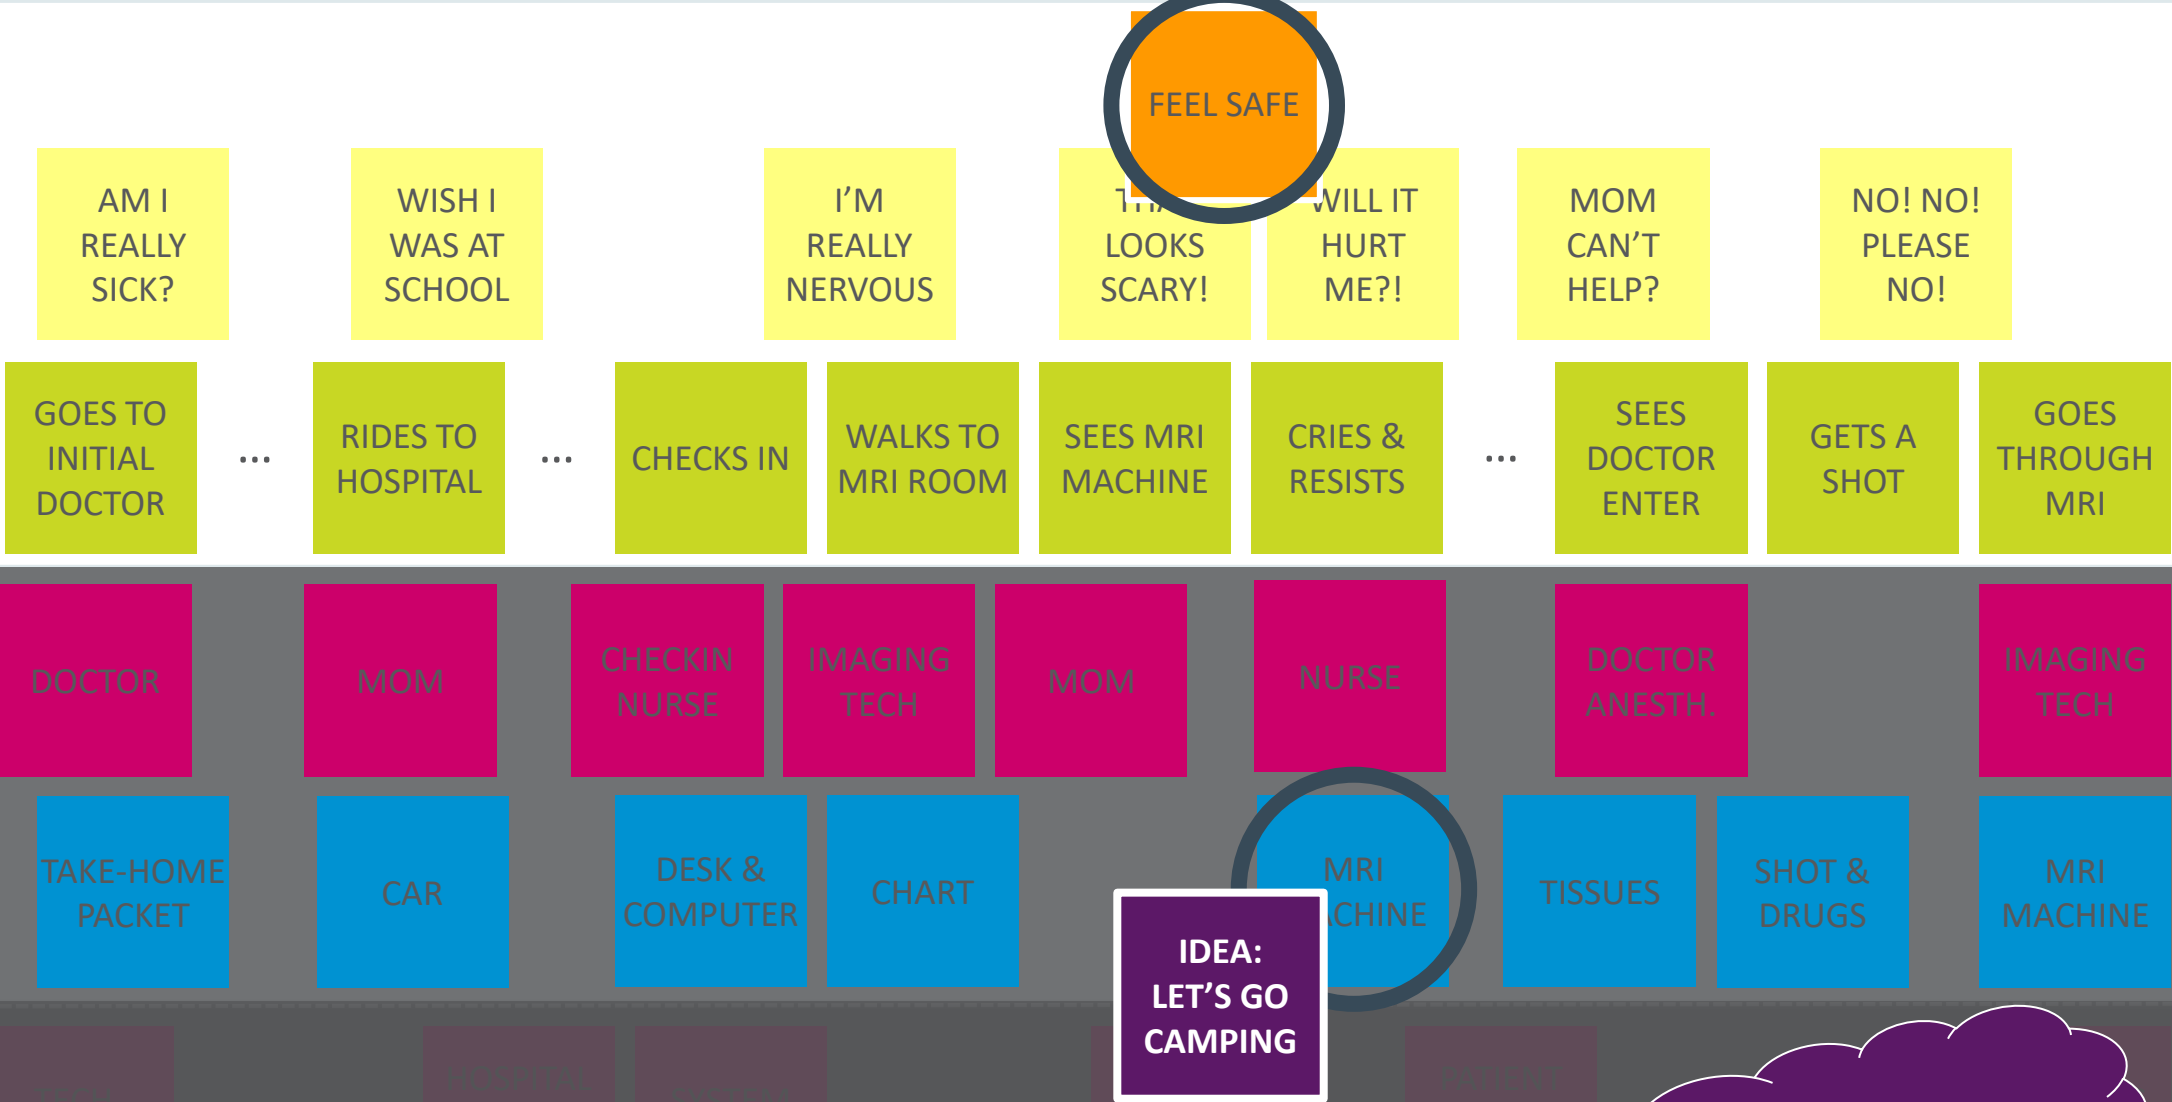 FEEL SAFE
AM I
REALLY
SICK?
WISH I
WAS AT
SCHOOL
I'M
REALLY
NERVOUS
LOOKS
SCARY!
WILL IT
HURT
ME?!
MOM
CAN'T
HELP?
NO! NO!
PLEASE
NO!
GOES TO
INITIAL
DOCTOR
...
RIDES TO
HOSPITAL
...
CHECKS IN
WALKS TO
MRI ROOM
SEES MRI
MACHINE
CRIES &
RESISTS
...
SEES
DOCTOR
ENTER
GETS A
SHOT
GOES
THROUGH
MRI
DOCTOR
MOM
CHECKIN
NURSE
IMAGING
TECH
MOM
NURSE
DOCTOR
ANESTH.
IMAGING
TECH
TAKE-HOME
PACKET
CAR
DESK &
COMPUTER
CHART
MRI
MACHINE
TISSUES
SHOT &
DRUGS
MRI
MACHINE
IDEA:
LET'S GO
CAMPING
HOSPITAL
PATIENT